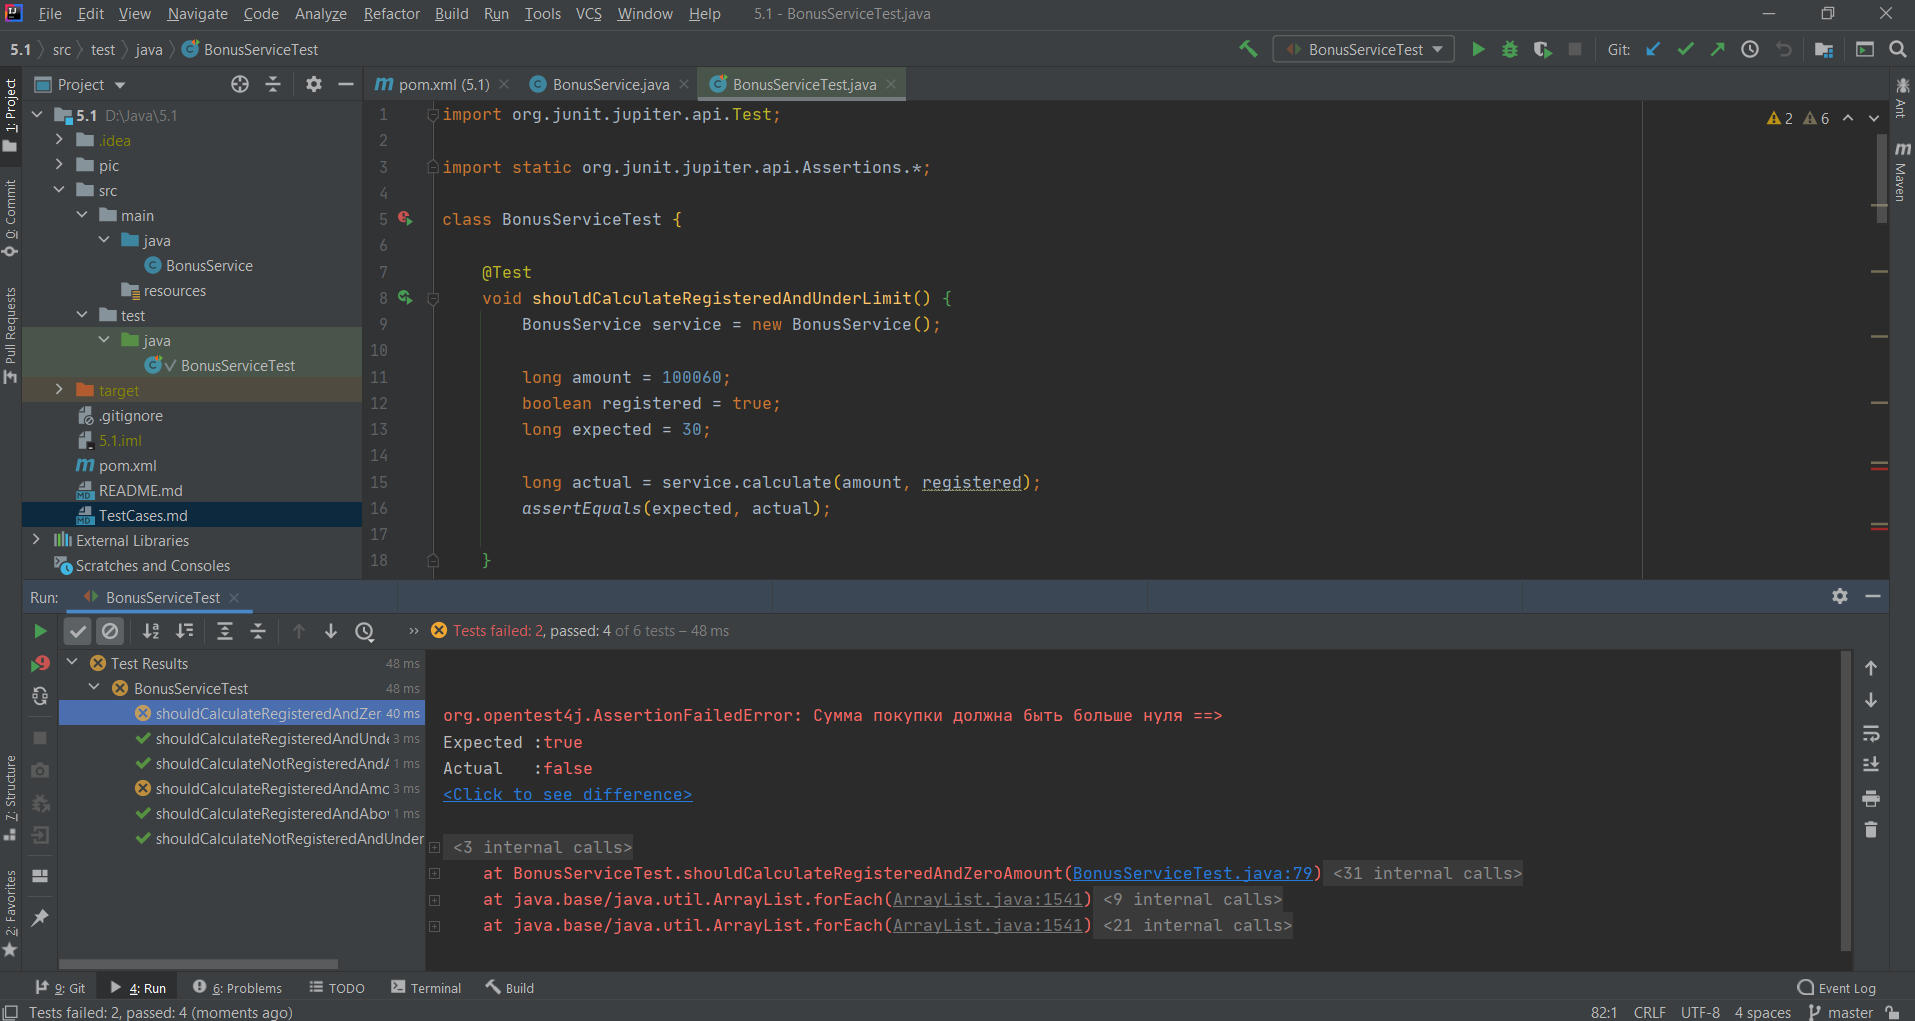 File Edit View Navigate Code Analyze Refactor Build Run Tools VCS Window Help 5.1 - BonusServiceTest.java
5.1 src test java BonusServiceTest
BonusServiceTest Git:
Project
pom.xml (5.1) BonusService.java BonusServiceTest.java
1: Project
0: Commit
Pull Requests
7: Structure
2: Favorites
5.1 D:\Java\5.1
.idea
pic
src
main
java
BonusService
resources
test
java
BonusServiceTest
target
.gitignore
5.1.iml
pom.xml
README.md
TestCases.md
External Libraries
Scratches and Consoles
1 import org.junit.jupiter.api.Test;
2
3 import static org.junit.jupiter.api.Assertions.*;
4
5 class BonusServiceTest {
6
7 @Test
8 void shouldCalculateRegisteredAndUnderLimit() {
9 BonusService service = new BonusService();
10
11 long amount = 100060;
12 boolean registered = true;
13 long expected = 30;
14
15 long actual = service.calculate(amount, registered);
16 assertEquals(expected, actual);
17
18 }
2 6
Ant
Maven
Run: BonusServiceTest
Tests failed: 2, passed: 4 of 6 tests – 48 ms
Test Results 48 ms
BonusServiceTest 48 ms
shouldCalculateRegisteredAndZer 40 ms
shouldCalculateRegisteredAndUnde 3 ms
shouldCalculateNotRegisteredAndA 1 ms
shouldCalculateRegisteredAndAmo 3 ms
shouldCalculateRegisteredAndAbov 1 ms
shouldCalculateNotRegisteredAndUnder
org.opentest4j.AssertionFailedError: Сумма покупки должна быть больше нуля ==>
Expected :true
Actual :false
<Click to see difference>
<3 internal calls>
at BonusServiceTest.shouldCalculateRegisteredAndZeroAmount(BonusServiceTest.java:79) <31 internal calls>
at java.base/java.util.ArrayList.forEach(ArrayList.java:1541) <9 internal calls>
at java.base/java.util.ArrayList.forEach(ArrayList.java:1541) <21 internal calls>
9: Git 4: Run 6: Problems TODO Terminal Build Event Log
Tests failed: 2, passed: 4 (moments ago) 82:1 CRLF UTF-8 4 spaces master